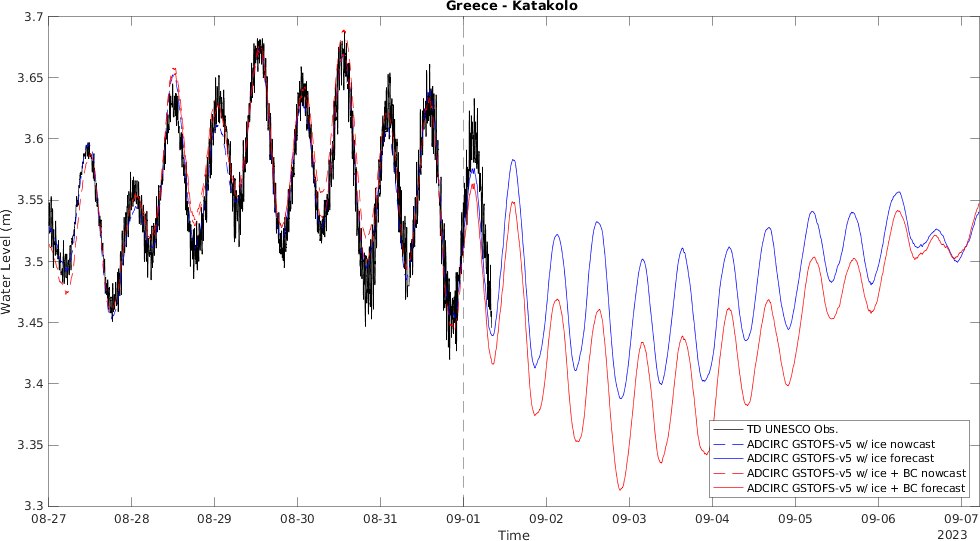 Greece - Katakolo
3.7
3.65
3.6
3.55
3.5
3.45
3.4
3.35
3.3
Water Level (m)
TD UNESCO Obs.
ADCIRC GSTOFS-v5 w/ ice nowcast
ADCIRC GSTOFS-v5 w/ ice forecast
ADCIRC GSTOFS-v5 w/ ice + BC nowcast
ADCIRC GSTOFS-v5 w/ ice + BC forecast
08-27 08-28 08-29 08-30 08-31 09-01 09-02 09-03 09-04 09-05 09-06 09-07
Time
2023